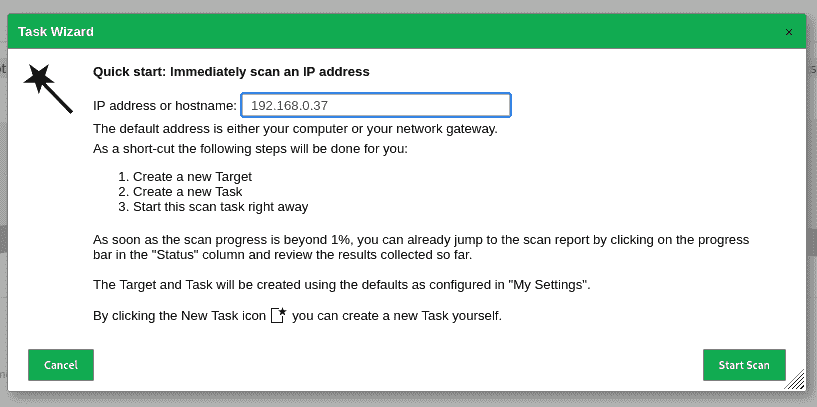 Task Wizard
×
Quick start: Immediately scan an IP address
IP address or hostname: 192.168.0.37
The default address is either your computer or your network gateway.
As a short-cut the following steps will be done for you:
1. Create a new Target
2. Create a new Task
3. Start this scan task right away
As soon as the scan progress is beyond 1%, you can already jump to the scan report by clicking on the progress
bar in the "Status" column and review the results collected so far.
The Target and Task will be created using the defaults as configured in "My Settings".
By clicking the New Task icon you can create a new Task yourself.
Cancel
Start Scan